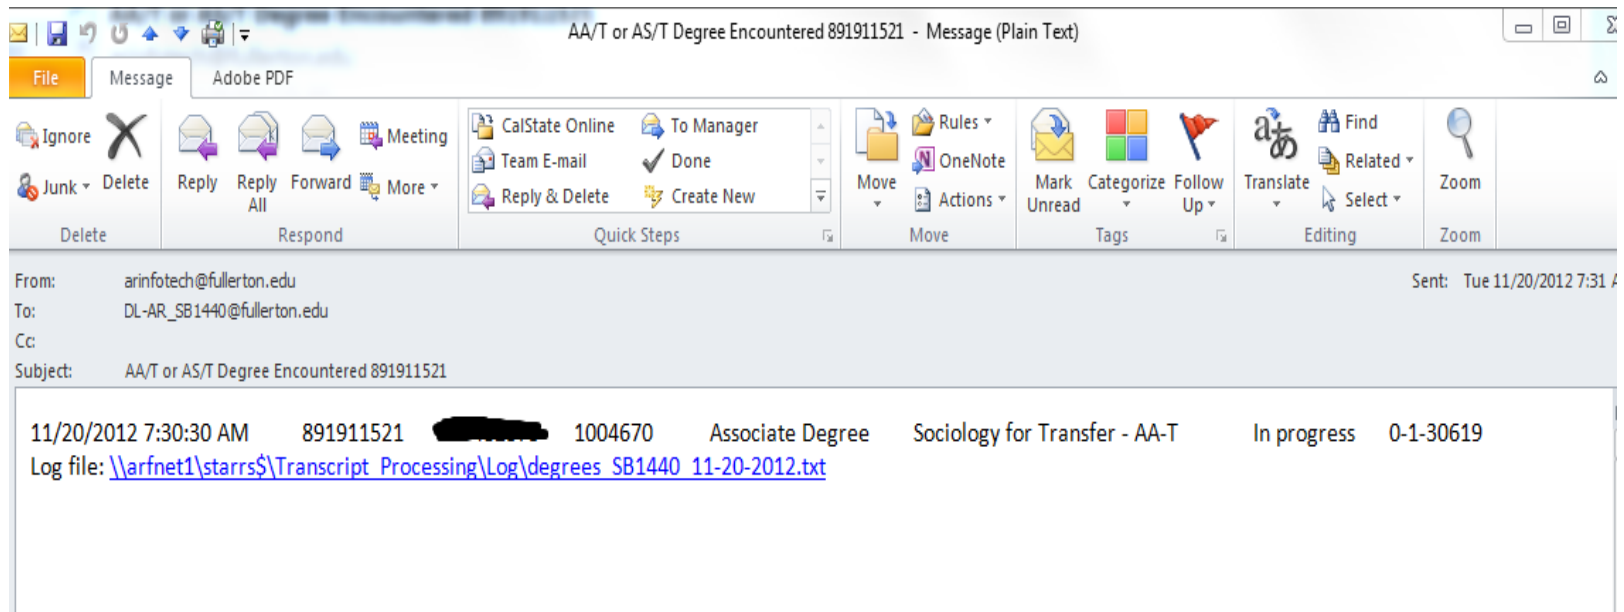 AA/T or AS/T Degree Encountered 891911521 - Message (Plain Text)
File Message Adobe PDF
Ignore
Junk
Delete
Reply
Reply All
Forward
Meeting
More
CalState Online
Team E-mail
Reply & Delete
To Manager
Done
Create New
Move
Rules
OneNote
Actions
Mark Unread
Categorize
Follow Up
Translate
Find
Related
Select
Zoom
Delete Respond Quick Steps Move Tags Editing Zoom
From: arinfotech@fullerton.edu Sent: Tue 11/20/2012 7:31
To: DL-AR_SB1440@fullerton.edu
Cc:
Subject: AA/T or AS/T Degree Encountered 891911521
11/20/2012 7:30:30 AM 891911521 1004670 Associate Degree Sociology for Transfer - AA-T In progress 0-1-30619
Log file: \\arfnet1\starrs$\Transcript_Processing\Log\degrees_SB1440_11-20-2012.txt